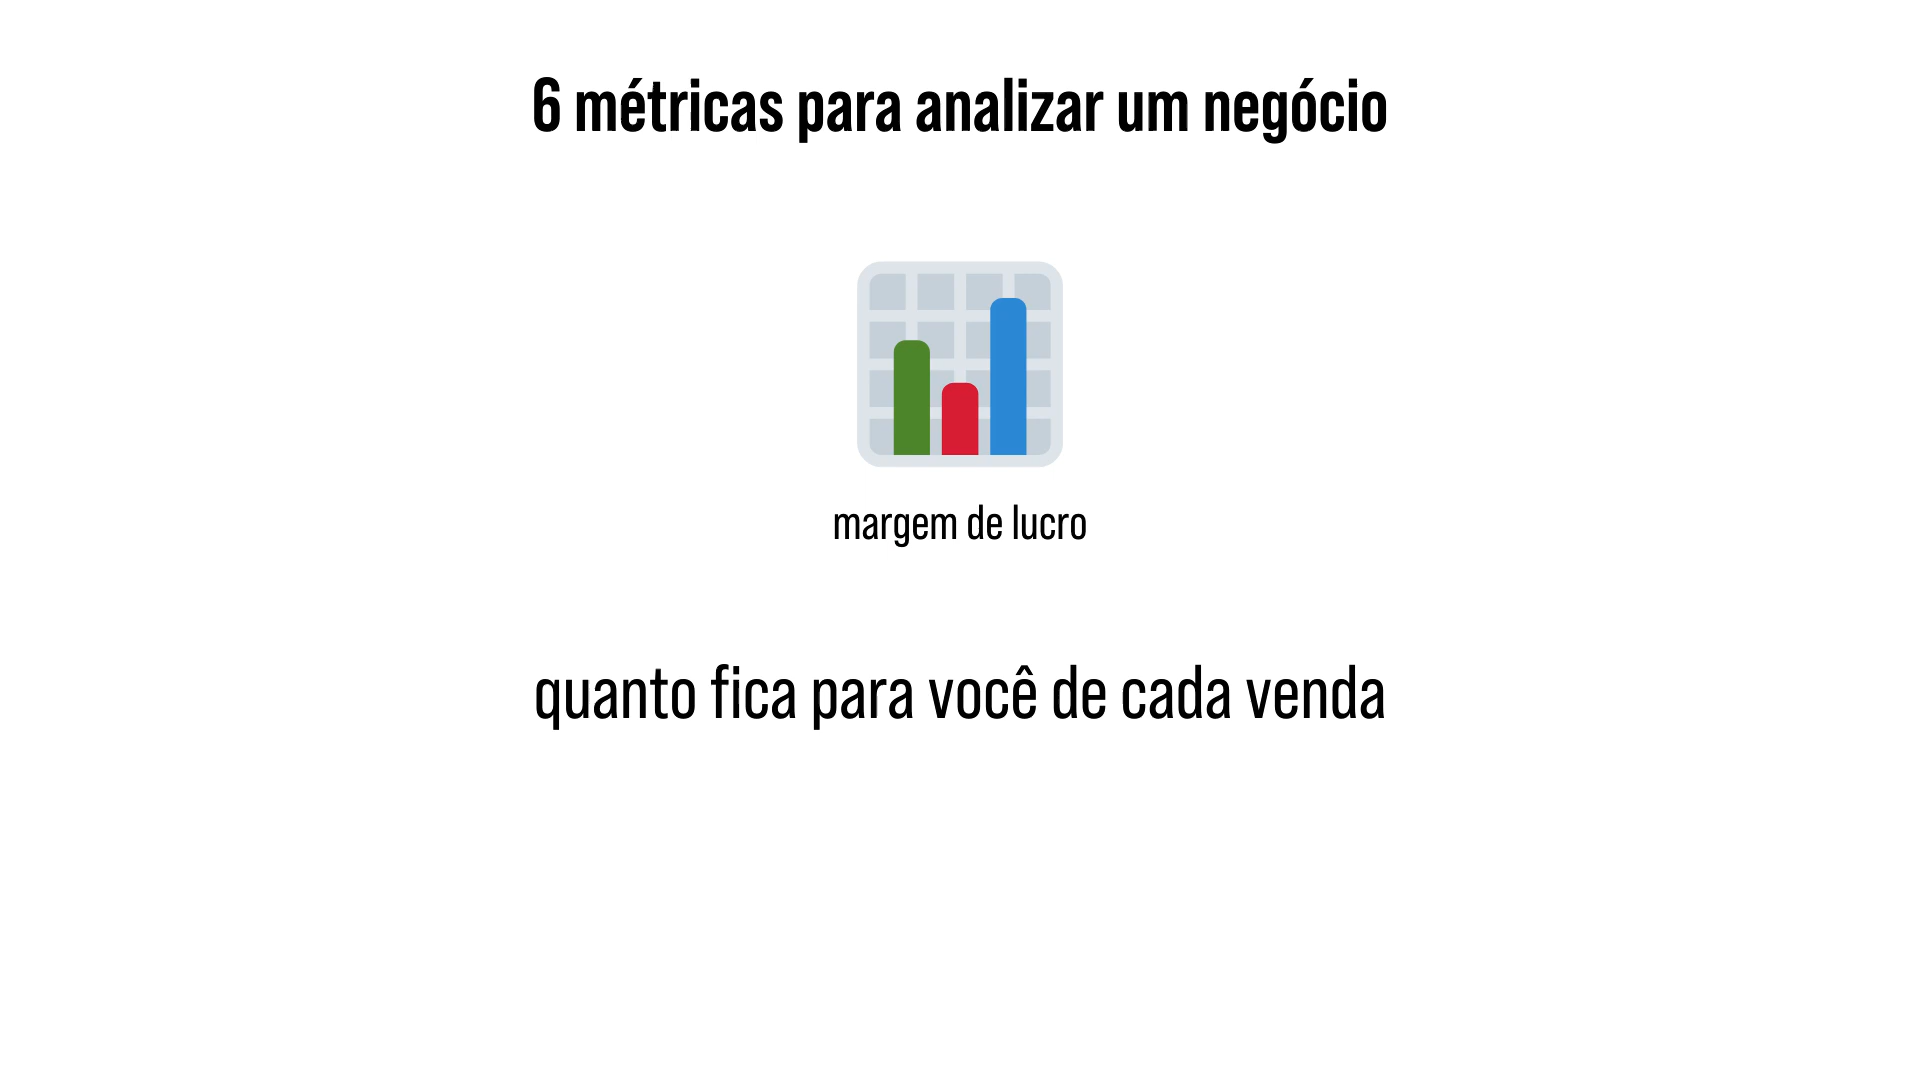 6 métricas para analizar um negócio
margem de lucro
quanto fica para você de cada venda